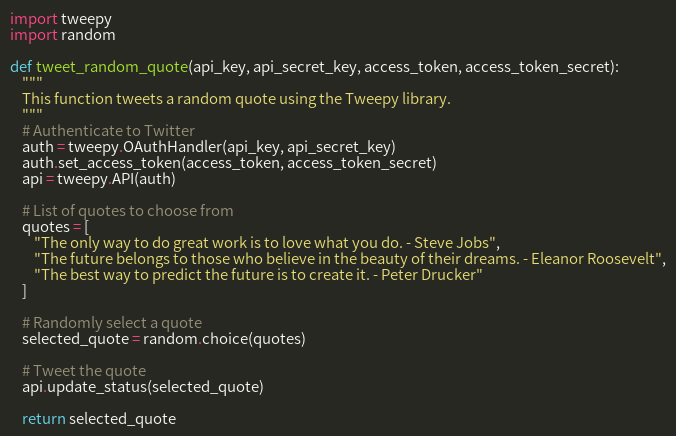 import tweepy
import random

def tweet_random_quote(api_key, api_secret_key, access_token, access_token_secret):
    """
    This function tweets a random quote using the Tweepy library.
    """
    # Authenticate to Twitter
    auth = tweepy.OAuthHandler(api_key, api_secret_key)
    auth.set_access_token(access_token, access_token_secret)
    api = tweepy.API(auth)

    # List of quotes to choose from
    quotes = [
        "The only way to do great work is to love what you do. - Steve Jobs",
        "The future belongs to those who believe in the beauty of their dreams. - Eleanor Roosevelt",
        "The best way to predict the future is to create it. - Peter Drucker"
    ]

    # Randomly select a quote
    selected_quote = random.choice(quotes)

    # Tweet the quote
    api.update_status(selected_quote)

    return selected_quote